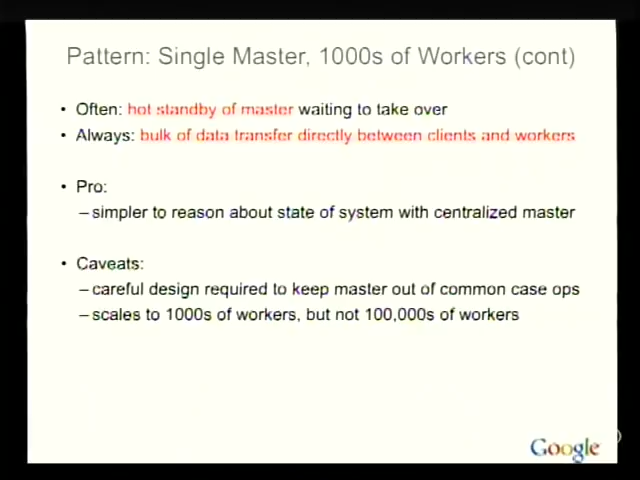 Pattern: Single Master, 1000s of Workers (cont)
• Often: hot standby of master waiting to take over
• Always: bulk of data transfer directly between clients and workers
• Pro:
– simpler to reason about state of system with centralized master
• Caveats:
– careful design required to keep master out of common case ops
– scales to 1000s of workers, but not 100,000s of workers
Google